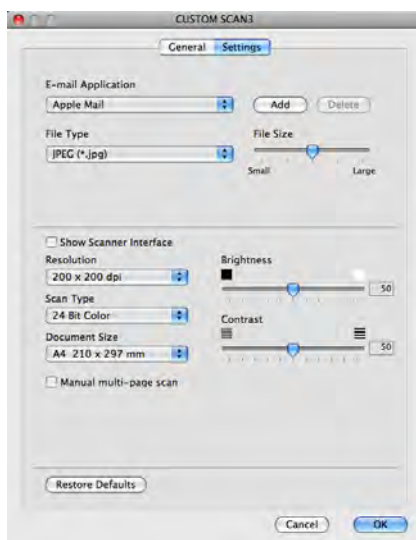 CUSTOM SCAN3
General Settings
E-mail Application
Apple Mail Add Delete
File Type File Size
JPEG (*.jpg)
Small Large
Show Scanner Interface
Resolution Brightness
200 x 200 dpi 50
Scan Type
24 Bit Color Contrast
Document Size
A4 210 x 297 mm 50
Manual multi-page scan
Restore Defaults
Cancel OK